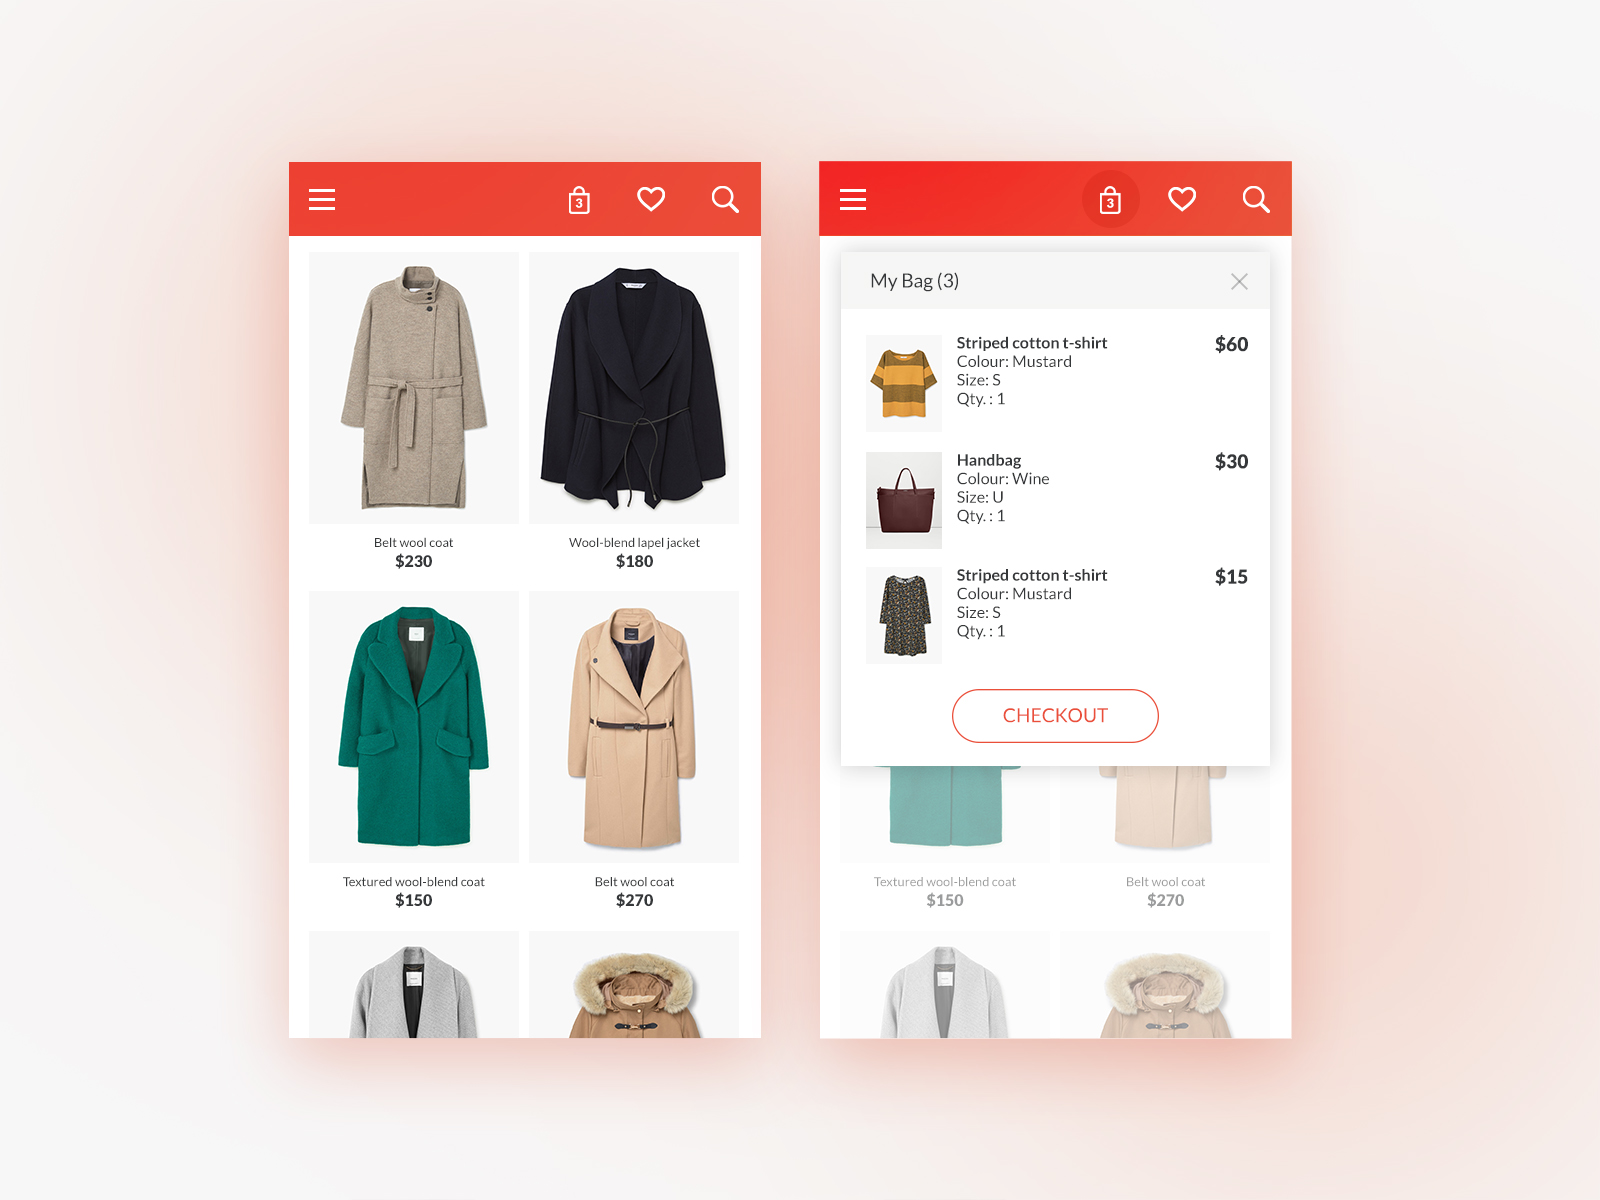 3
Belt wool coat
$230
Wool-blend lapel jacket
$180
Textured wool-blend coat
$150
Belt wool coat
$270
3
My Bag (3)
Striped cotton t-shirt
$60
Colour: Mustard
Size: S
Qty. : 1
Handbag
$30
Colour: Wine
Size: U
Qty. : 1
Striped cotton t-shirt
$15
Colour: Mustard
Size: S
Qty. : 1
CHECKOUT
Textured wool-blend coat
$150
Belt wool coat
$270